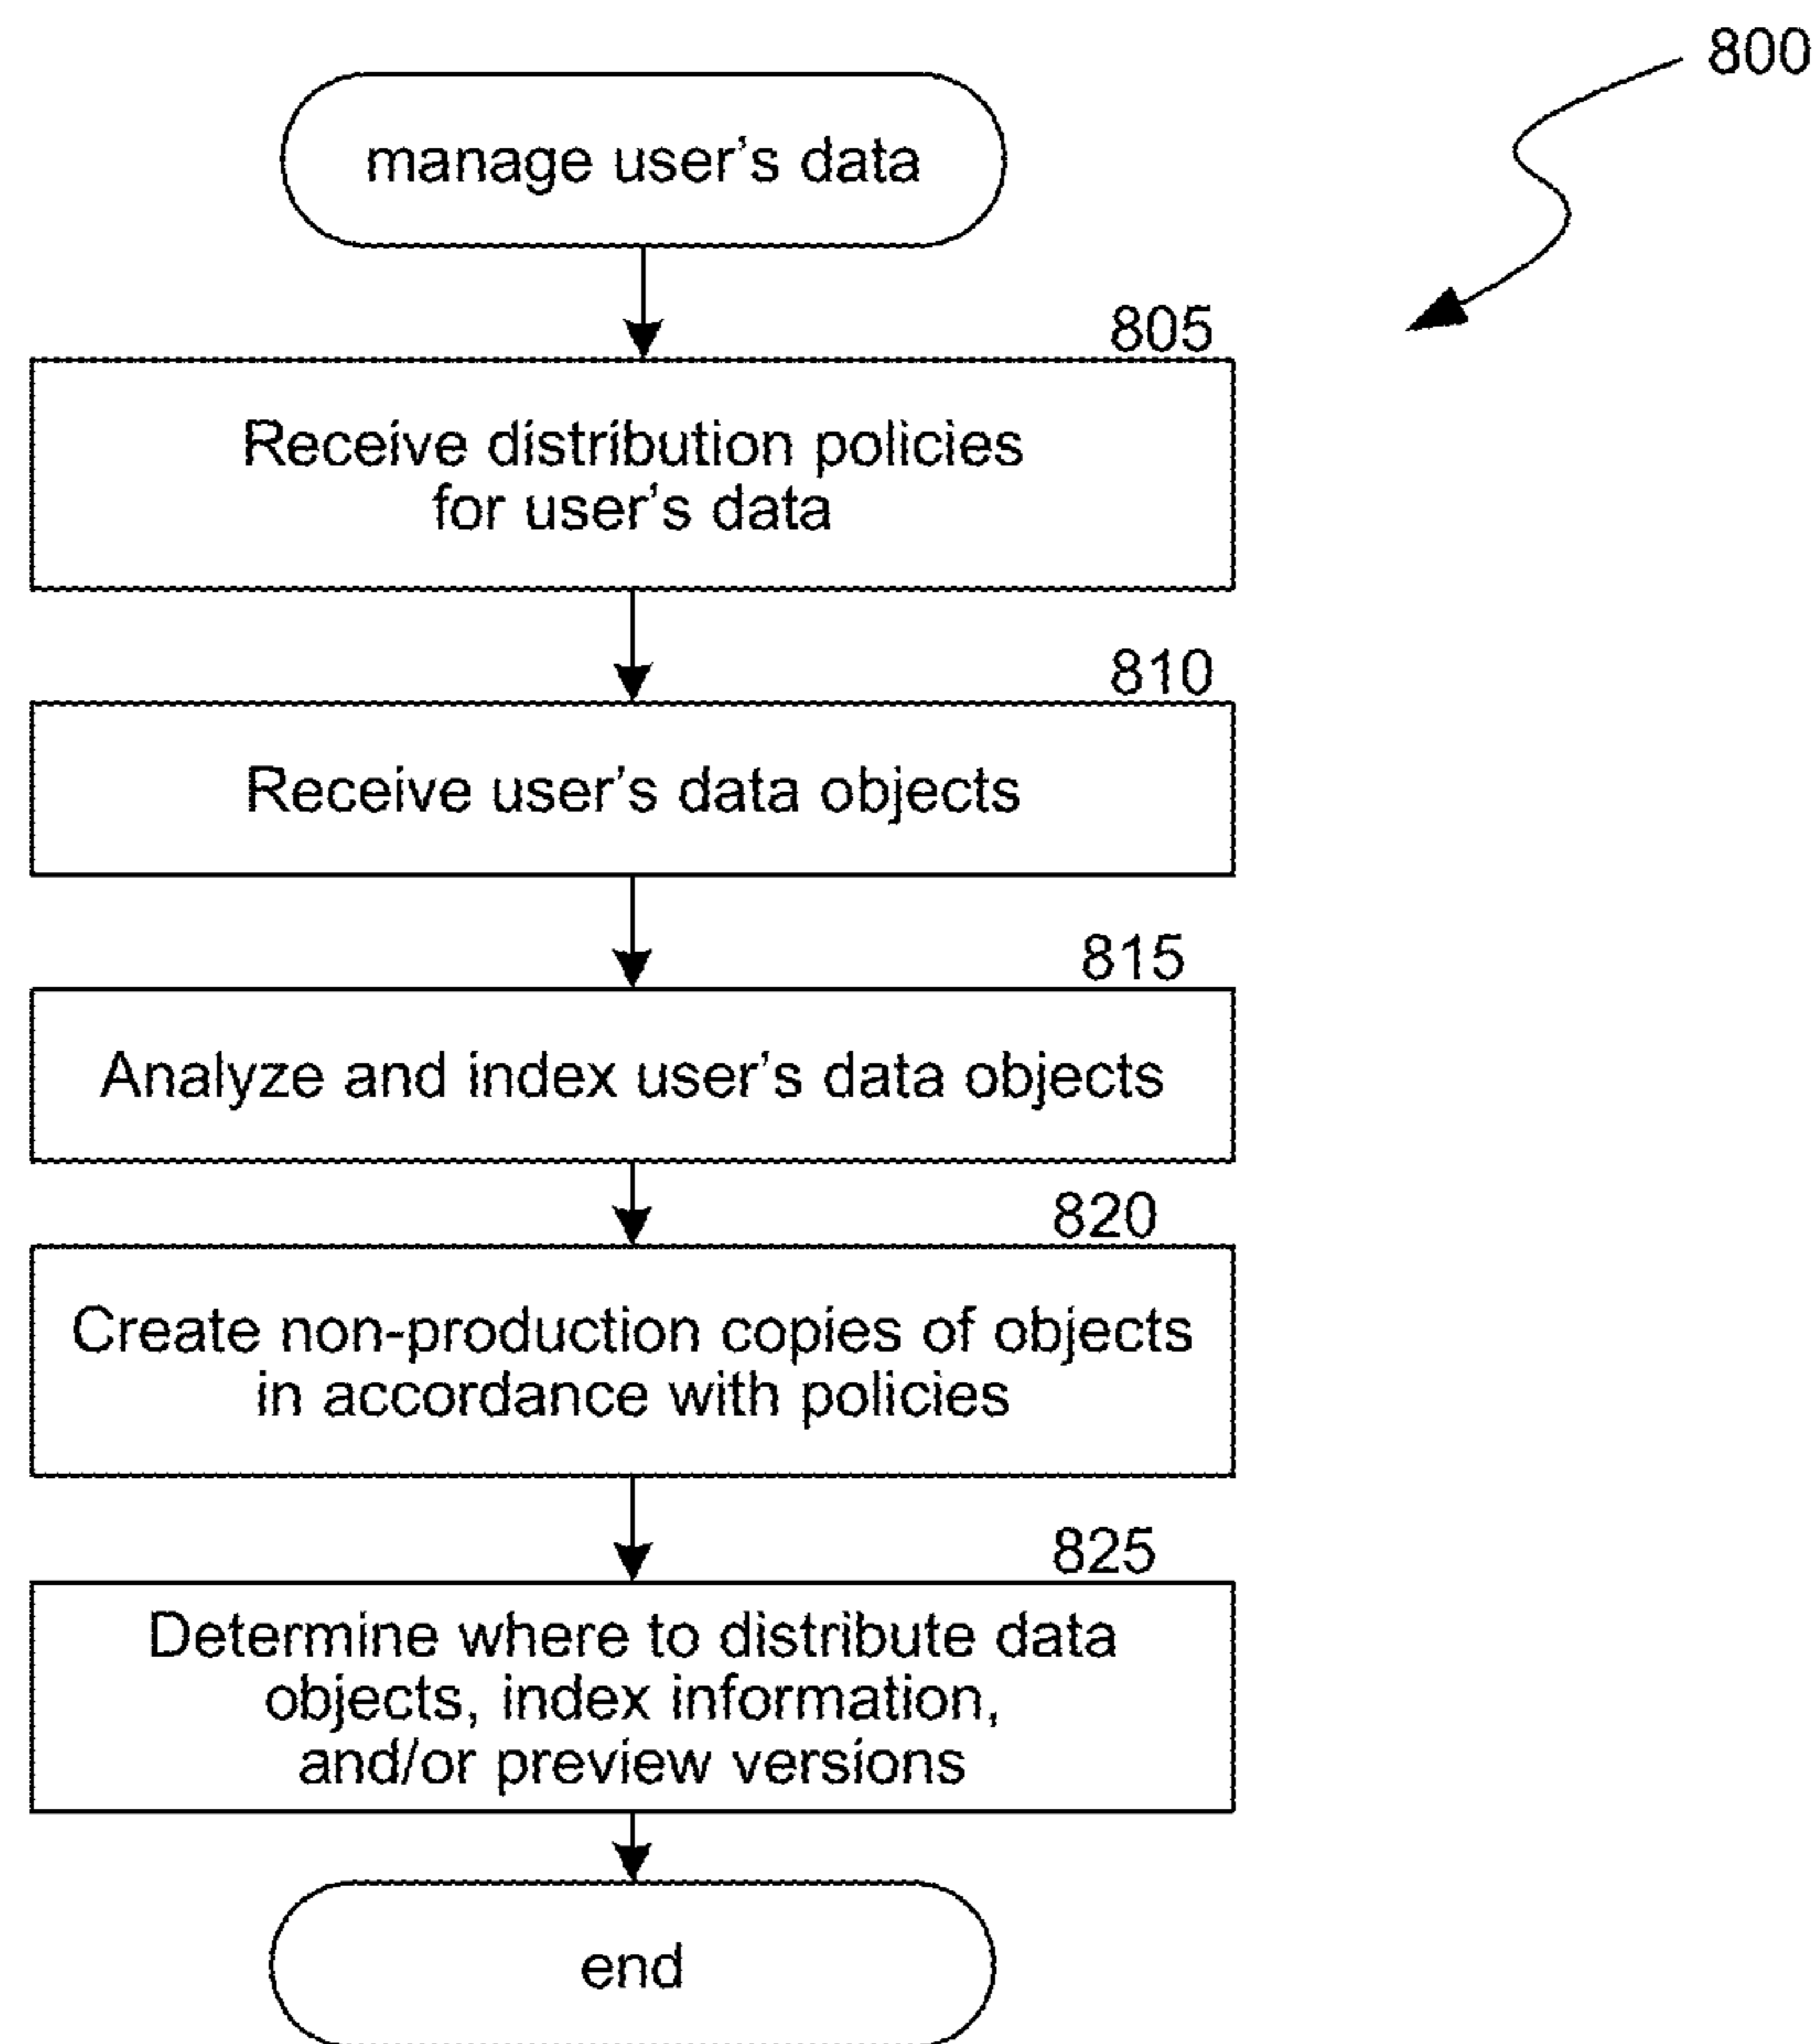 800
manage user's data
805
Receive distribution policies
for user's data
810
Receive user's data objects
815
Analyze and index user's data objects
820
Create non-production copies of objects
in accordance with policies
825
Determine where to distribute data
objects, index information,
and/or preview versions
end